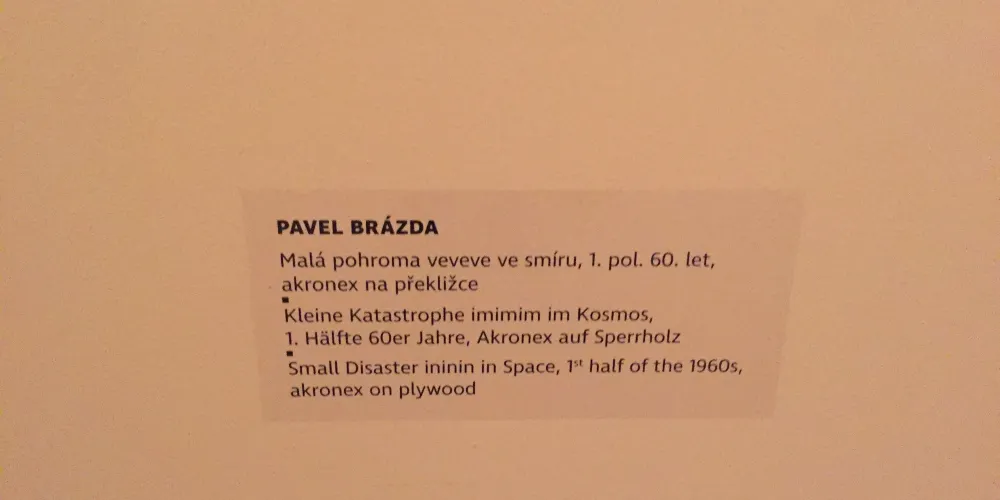 PAVEL BRÁZDA
Malá pohroma veveve ve smíru, 1. pol. 60. let,
akronex na překližce
Kleine Katastrophe imimim im Kosmos,
1. Hälfte 60er Jahre, Akronex auf Sperrholz
Small Disaster ininin in Space, 1st half of the 1960s,
akronex on plywood